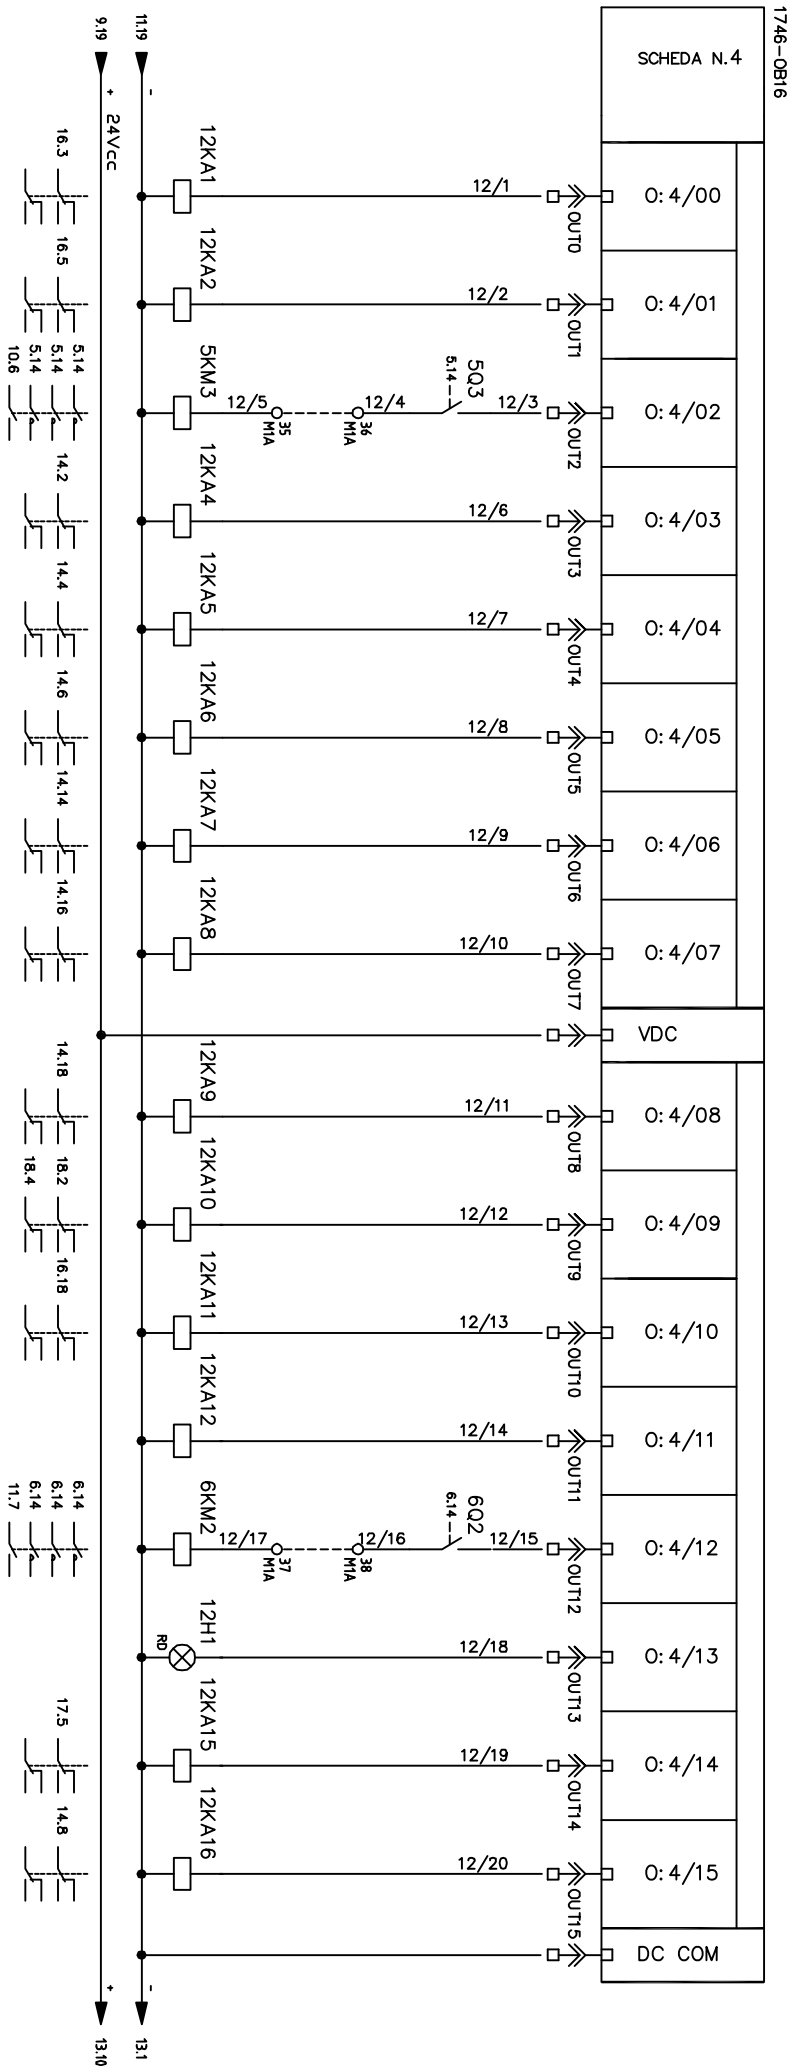 1746-OB16
SCHEDA N.4
11.19
9.19
-
+
24Vcc
16.3
12KA1
12/1
OUT0
O:4/00
16.5
12KA2
12/2
OUT1
O:4/01
5.14
5.14
5.14
10.6
5KM3
12/5
35
M1A
36
M1A
12/4
5Q3
5.14
12/3
OUT2
O:4/02
14.2
12KA4
12/6
OUT3
O:4/03
14.4
12KA5
12/7
OUT4
O:4/04
14.6
12KA6
12/8
OUT5
O:4/05
14.14
12KA7
12/9
OUT6
O:4/06
14.16
12KA8
12/10
OUT7
O:4/07
VDC
14.18
12KA9
12/11
OUT8
O:4/08
18.2
18.4
12KA10
12/12
OUT9
O:4/09
16.18
12KA11
12/13
OUT10
O:4/10
12KA12
12/14
OUT11
O:4/11
6.14
6.14
6.14
11.7
6KM2
12/17
37
M1A
38
M1A
12/16
6Q2
6.14
12/15
OUT12
O:4/12
12H1
RD
12/18
OUT13
O:4/13
17.5
12KA15
12/19
OUT14
O:4/14
14.8
12KA16
12/20
OUT15
O:4/15
DC COM
-
+
13.1
13.10